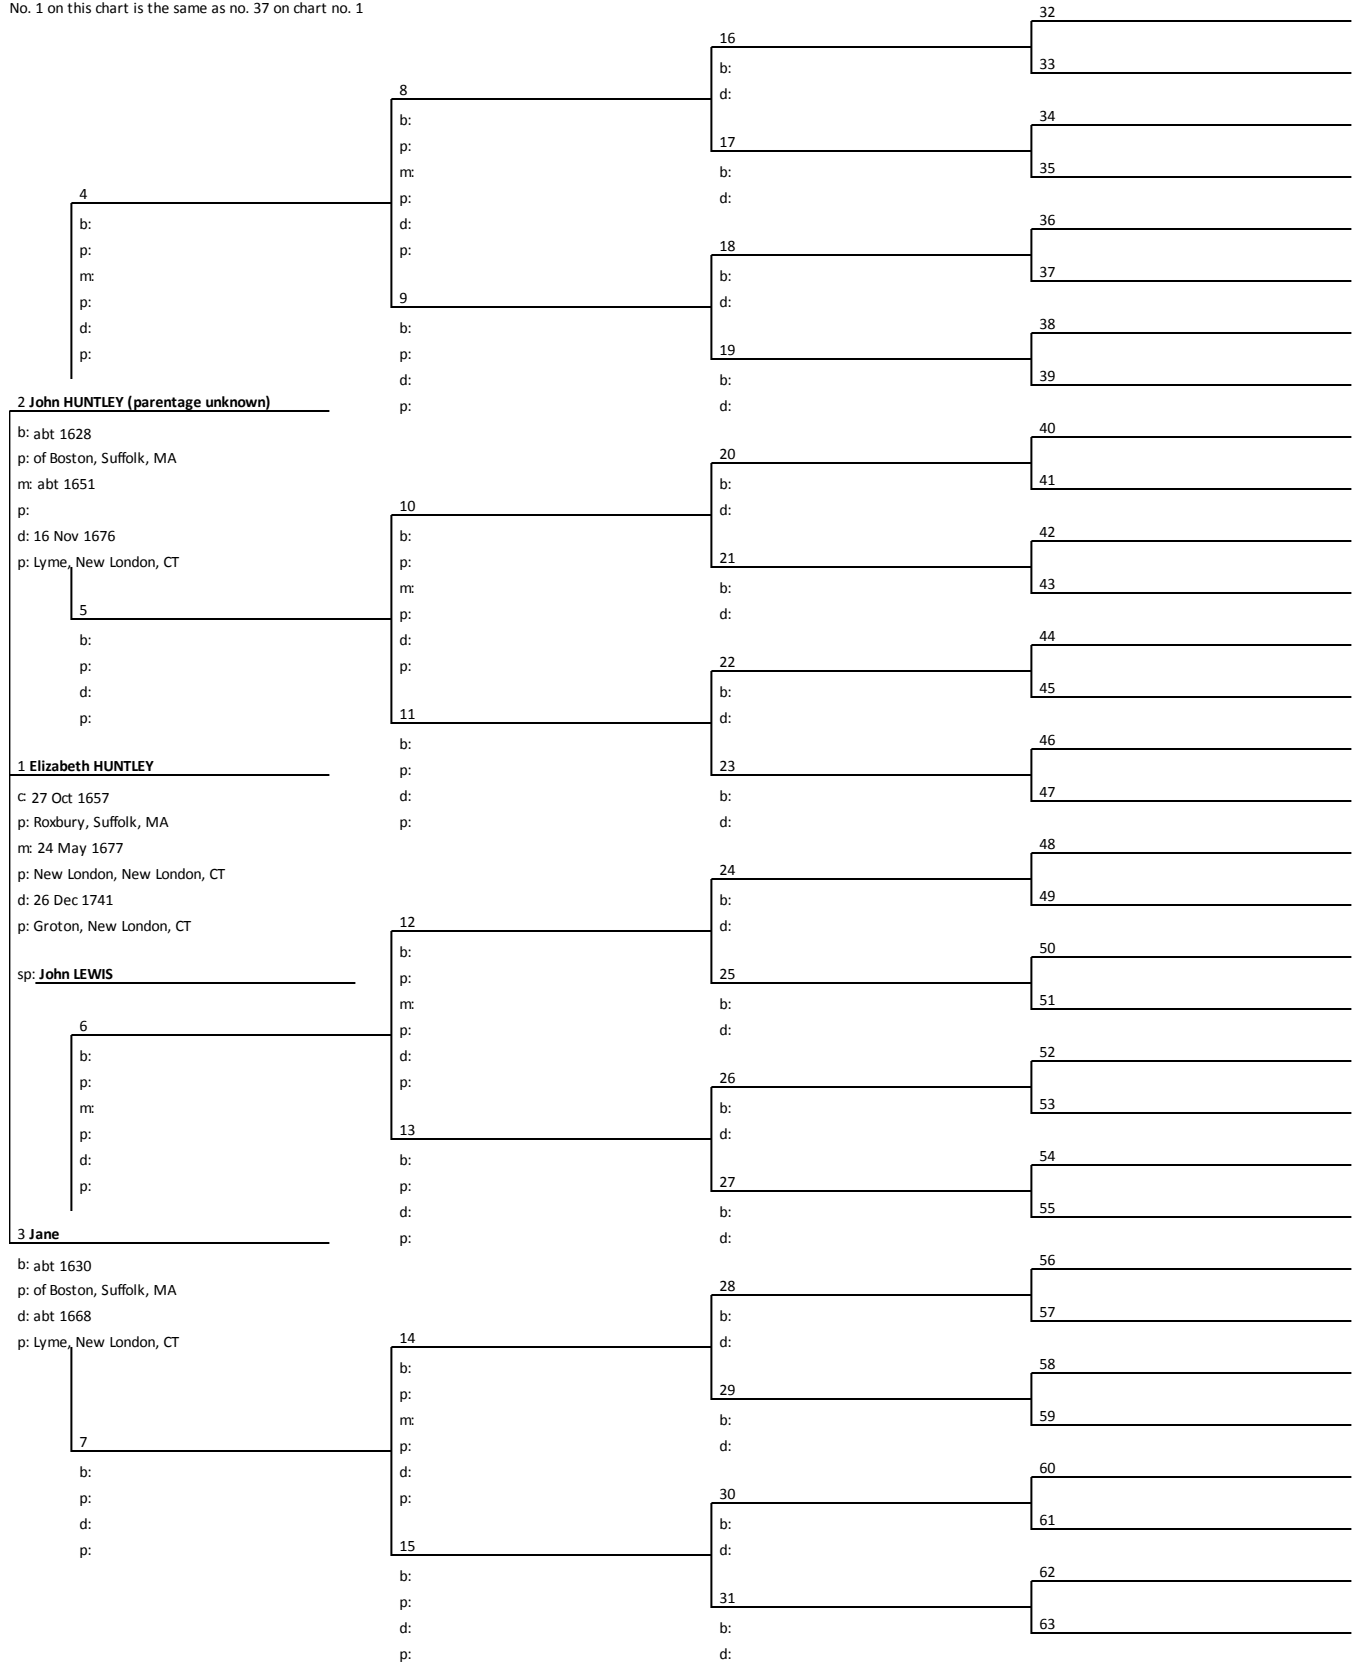 No. 1 on this chart is the same as no. 37 on chart no. 1
4
b:
p:
m:
p:
d:
p:
2 John HUNTLEY (parentage unknown)
b: abt 1628
p: of Boston, Suffolk, MA
m: abt 1651
p:
d: 16 Nov 1676
p: Lyme, New London, CT
5
b:
p:
d:
p:
1 Elizabeth HUNTLEY
c: 27 Oct 1657
p: Roxbury, Suffolk, MA
m: 24 May 1677
p: New London, New London, CT
d: 26 Dec 1741
p: Groton, New London, CT
sp: John LEWIS
6
b:
p:
m:
p:
d:
p:
3 Jane
b: abt 1630
p: of Boston, Suffolk, MA
d: abt 1668
p: Lyme, New London, CT
7
b:
p:
d:
p:
8
b:
p:
m:
p:
d:
p:
9
b:
p:
d:
p:
10
b:
p:
m:
p:
d:
p:
11
b:
p:
d:
p:
12
b:
p:
m:
p:
d:
p:
13
b:
p:
d:
p:
14
b:
p:
m:
p:
d:
p:
15
b:
p:
d:
p:
16
b:
d:
17
b:
d:
18
b:
d:
19
b:
d:
20
b:
d:
21
b:
d:
22
b:
d:
23
b:
d:
24
b:
d:
25
b:
d:
26
b:
d:
27
b:
d:
28
b:
d:
29
b:
d:
30
b:
d:
31
b:
d:
32
33
34
35
36
37
38
39
40
41
42
43
44
45
46
47
48
49
50
51
52
53
54
55
56
57
58
59
60
61
62
63